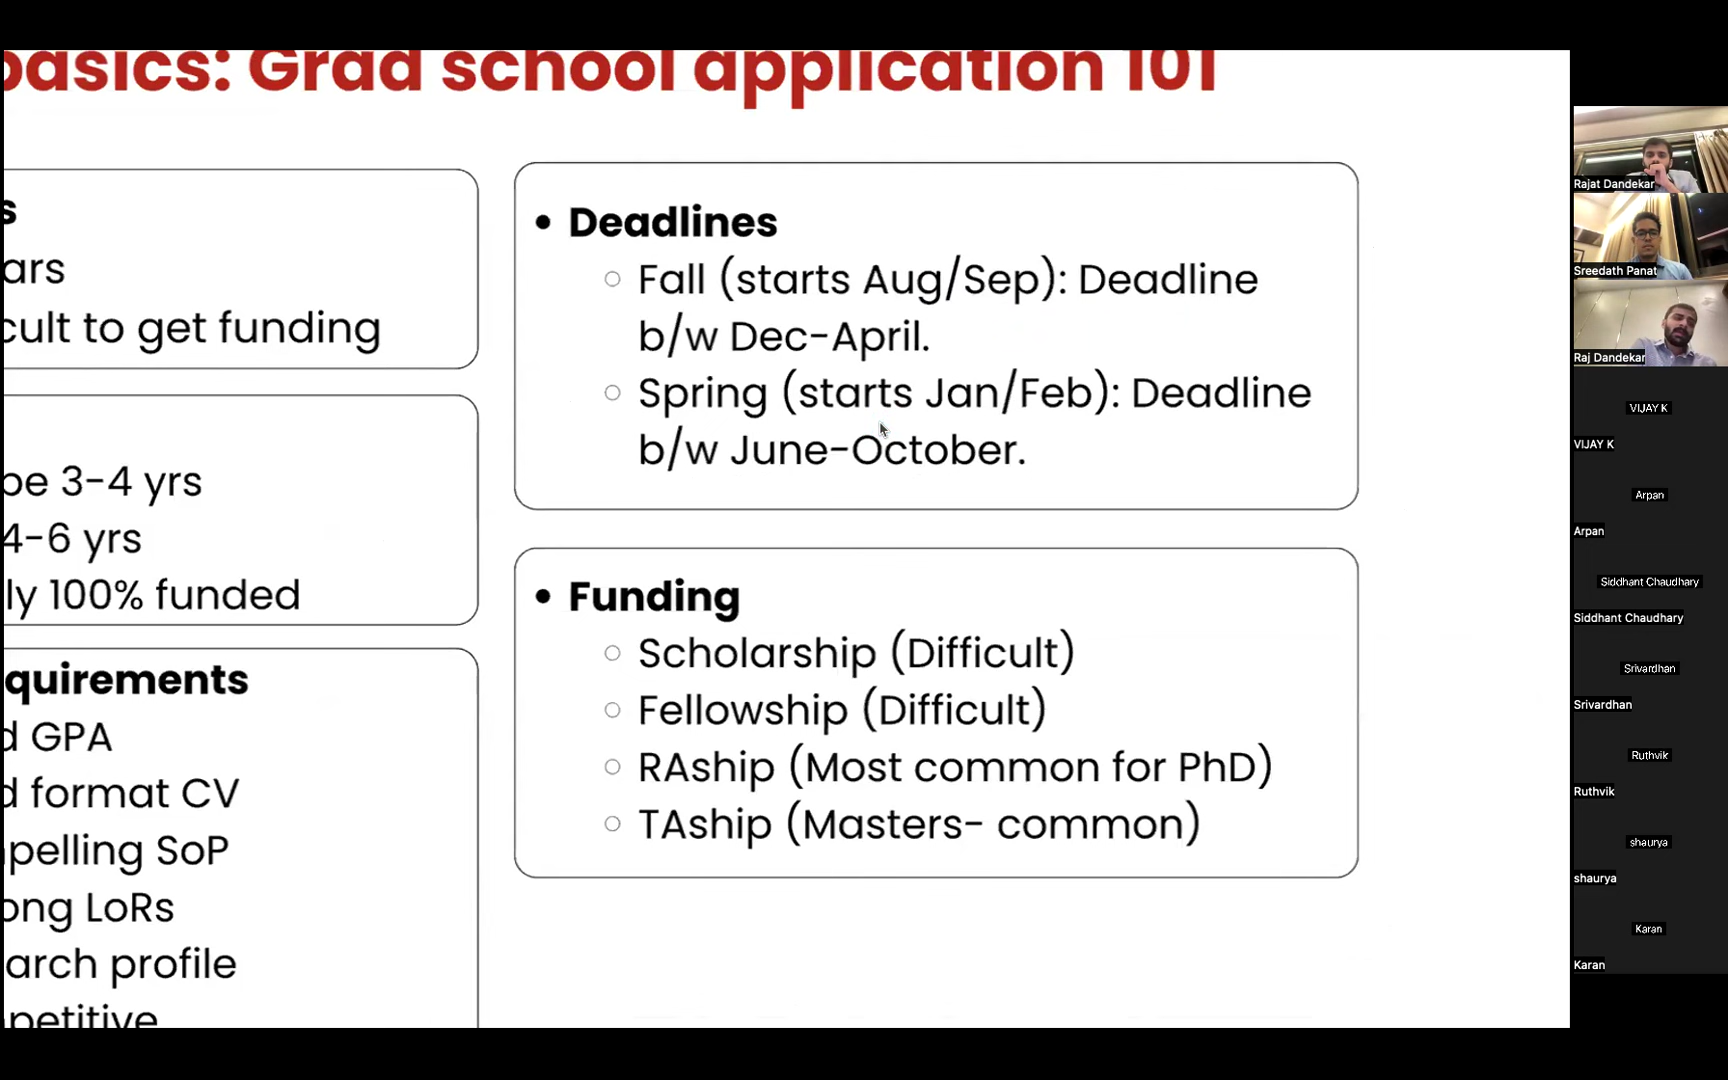 basics: Grad school application 101
s
ars
cult to get funding
be 3-4 yrs
4-6 yrs
ly 100% funded
quirements
d GPA
d format CV
pelling SoP
ong LoRs
arch profile
petitive
• Deadlines
○ Fall (starts Aug/Sep): Deadline
b/w Dec-April.
○ Spring (starts Jan/Feb): Deadline
b/w June-October.
• Funding
○ Scholarship (Difficult)
○ Fellowship (Difficult)
○ RAship (Most common for PhD)
○ TAship (Masters- common)
Rajat Dandekar
Sreedath Panat
Raj Dandekar
VIJAY K
VIJAY K
Arpan
Arpan
Siddhant Chaudhary
Siddhant Chaudhary
Srivardhan
Srivardhan
Ruthvik
Ruthvik
shaurya
shaurya
Karan
Karan